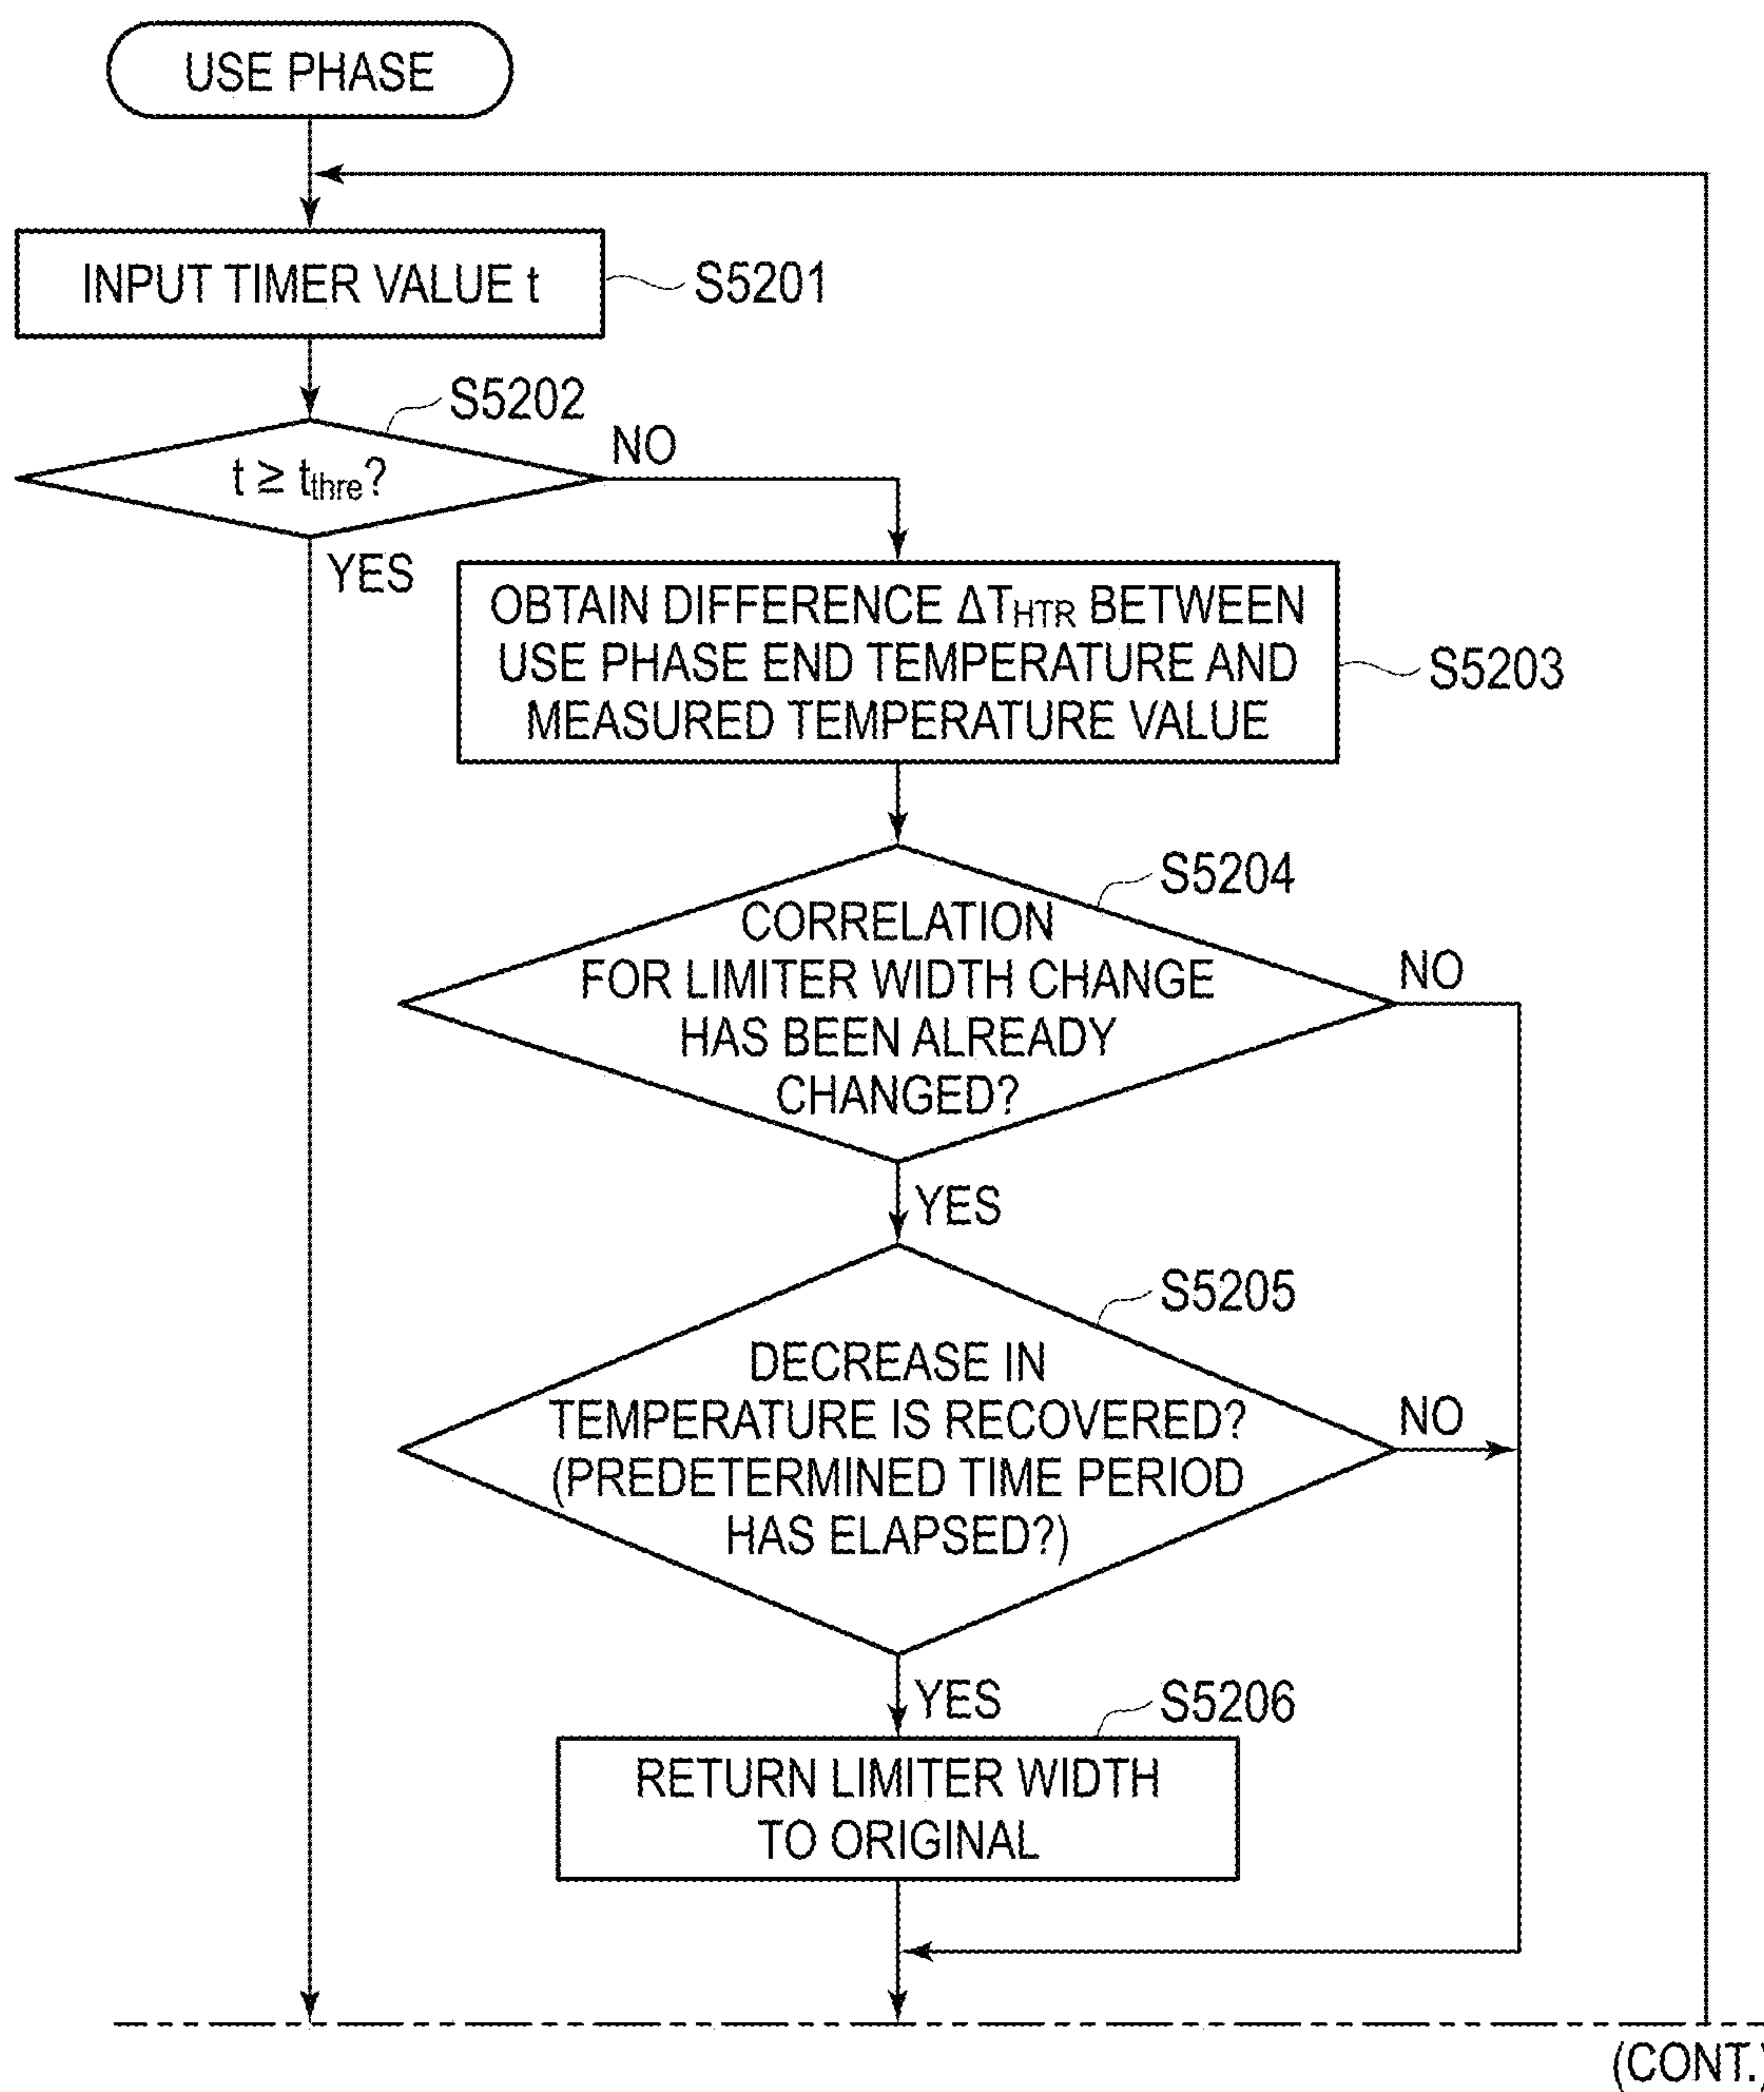 USE PHASE
INPUT TIMER VALUE t
S5201
S5202
t ≥ tthre?
NO
YES
OBTAIN DIFFERENCE ΔTHTR BETWEEN
USE PHASE END TEMPERATURE AND
MEASURED TEMPERATURE VALUE
S5203
S5204
CORRELATION
FOR LIMITER WIDTH CHANGE
HAS BEEN ALREADY
CHANGED?
NO
YES
S5205
DECREASE IN
TEMPERATURE IS RECOVERED?
(PREDETERMINED TIME PERIOD
HAS ELAPSED?)
NO
YES
S5206
RETURN LIMITER WIDTH
TO ORIGINAL
(CONT.)